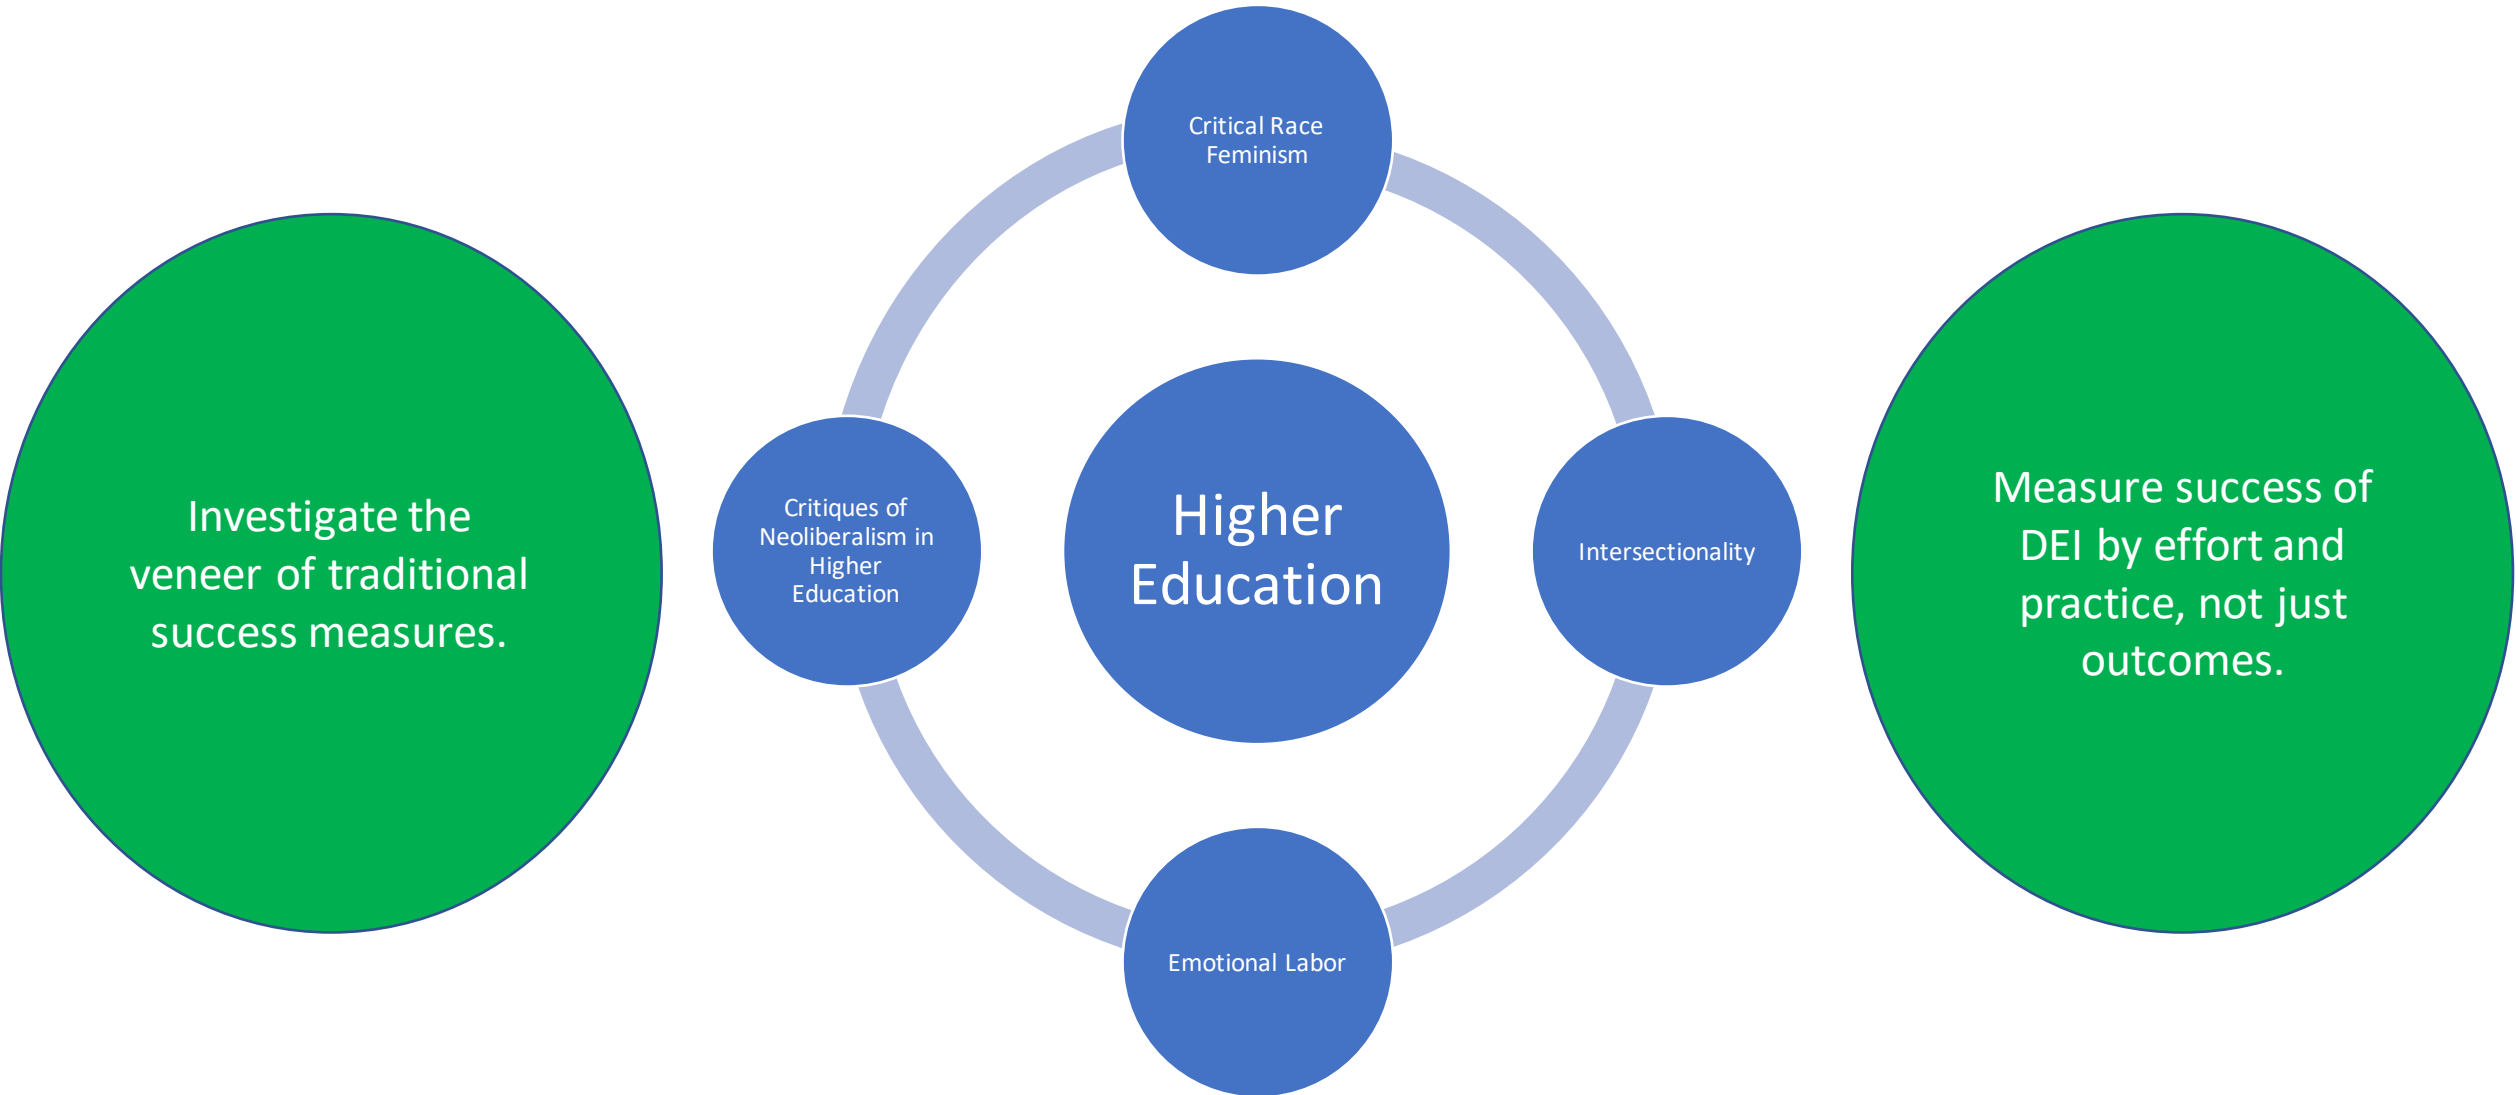 Critical Race
Feminism
Investigate the
veneer of traditional
success measures.
Critiques of
Neoliberalism in
Higher
Education
Higher
Education
Intersectionality
Measure success of
DEI by effort and
practice, not just
outcomes.
Emotional Labor